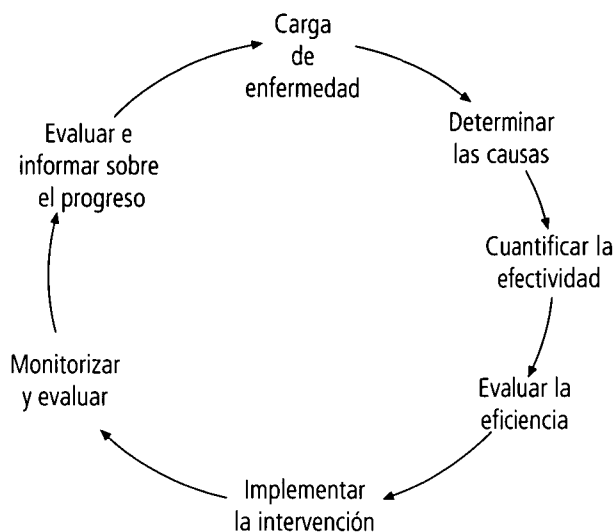 Carga
de
enfermedad
Determinar
las causas
Cuantificar la
efectividad
Evaluar la
eficiencia
Implementar
la intervención
Monitorizar
y evaluar
Evaluar e
informar sobre
el progreso